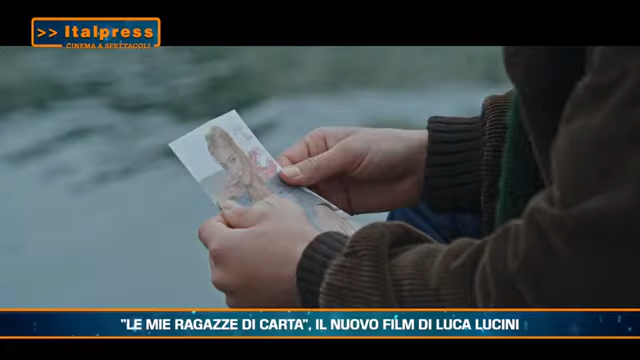 >> Italpress
CINEMA & SPETTACOLI
"LE MIE RAGAZZE DI CARTA", IL NUOVO FILM DI LUCA LUCINI